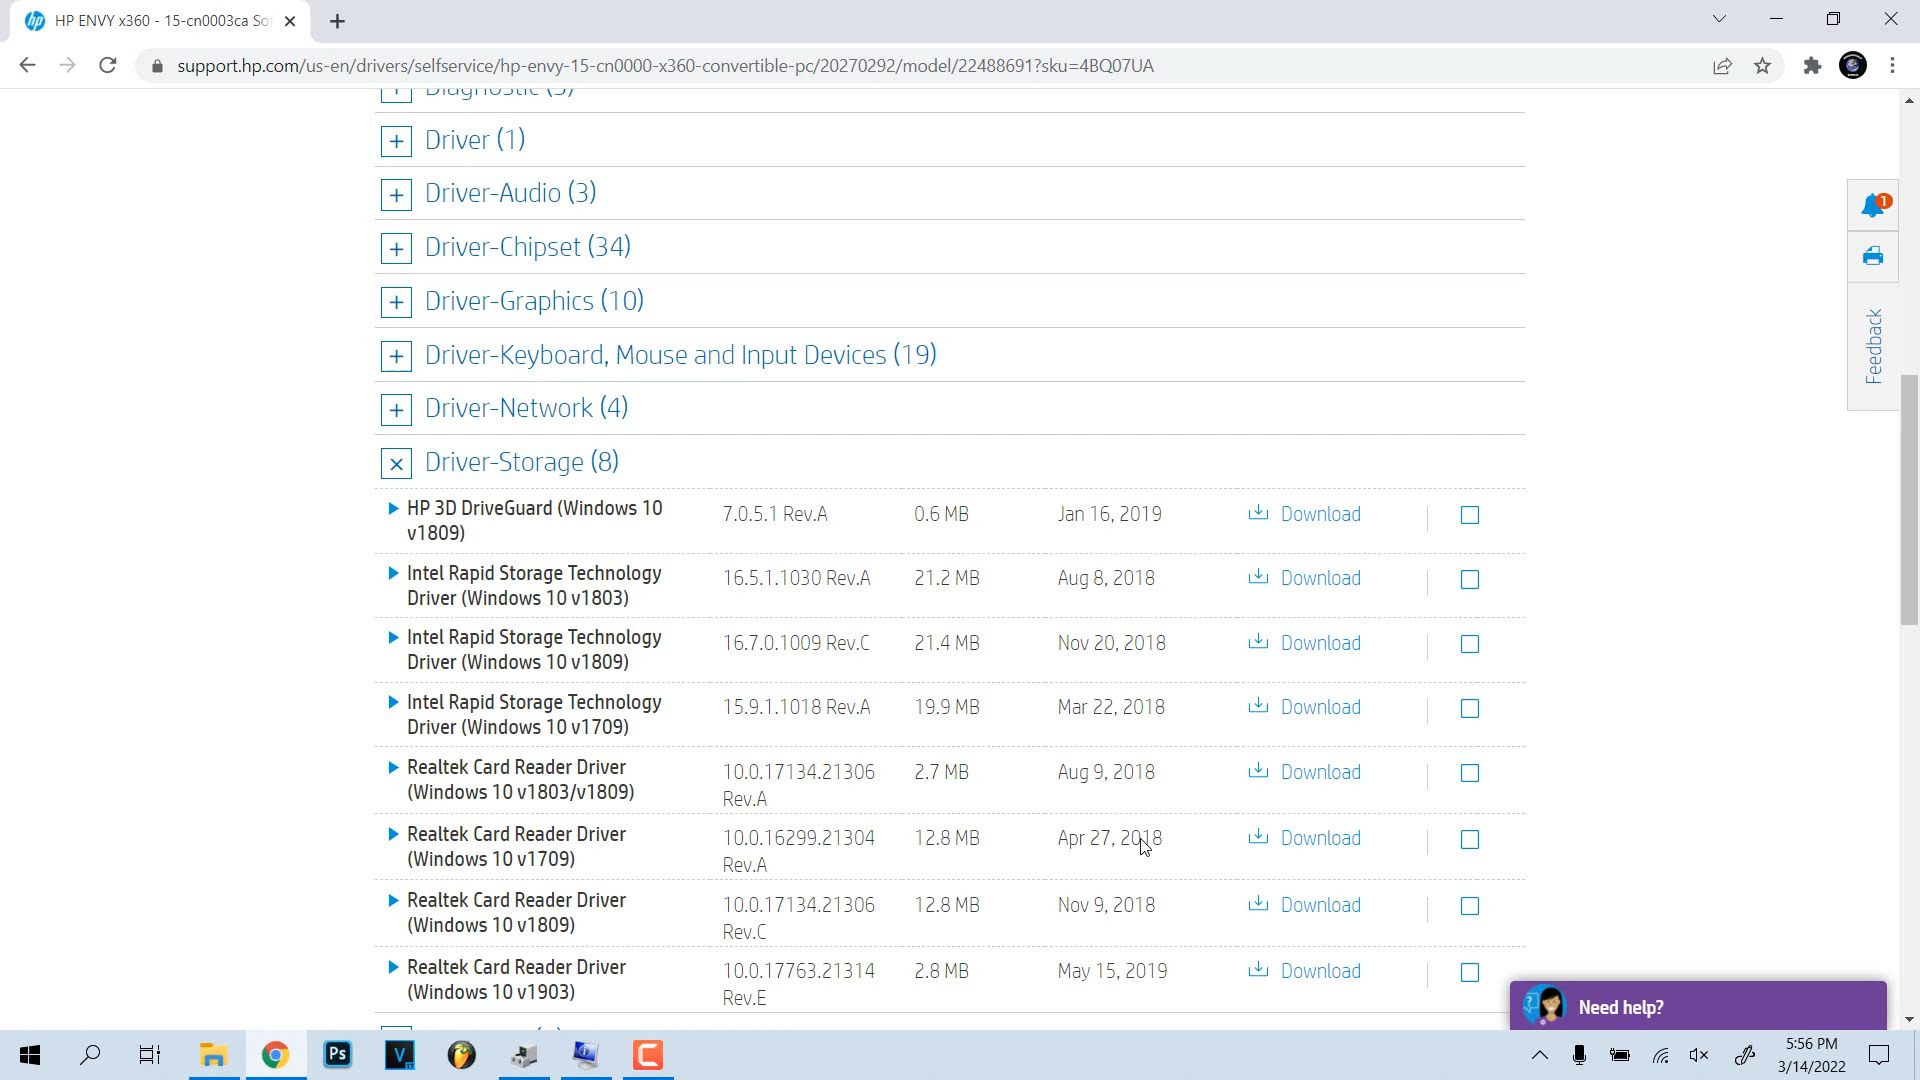 HP ENVY x360 - 15-cn0003ca Sof
support.hp.com/us-en/drivers/selfservice/hp-envy-15-cn0000-x360-convertible-pc/20270292/model/22488691?sku=4BQ07UA
Driver (1)
Driver-Audio (3)
Driver-Chipset (34)
Driver-Graphics (10)
Driver-Keyboard, Mouse and Input Devices (19)
Driver-Network (4)
Driver-Storage (8)
HP 3D DriveGuard (Windows 10 v1809) 7.0.5.1 Rev.A 0.6 MB Jan 16, 2019 Download
Intel Rapid Storage Technology Driver (Windows 10 v1803) 16.5.1.1030 Rev.A 21.2 MB Aug 8, 2018 Download
Intel Rapid Storage Technology Driver (Windows 10 v1809) 16.7.0.1009 Rev.C 21.4 MB Nov 20, 2018 Download
Intel Rapid Storage Technology Driver (Windows 10 v1709) 15.9.1.1018 Rev.A 19.9 MB Mar 22, 2018 Download
Realtek Card Reader Driver (Windows 10 v1803/v1809) 10.0.17134.21306 Rev.A 2.7 MB Aug 9, 2018 Download
Realtek Card Reader Driver (Windows 10 v1709) 10.0.16299.21304 Rev.A 12.8 MB Apr 27, 2018 Download
Realtek Card Reader Driver (Windows 10 v1809) 10.0.17134.21306 Rev.C 12.8 MB Nov 9, 2018 Download
Realtek Card Reader Driver (Windows 10 v1903) 10.0.17763.21314 Rev.E 2.8 MB May 15, 2019 Download
1
Feedback
Need help?
Ps
V
5:56 PM
3/14/2022